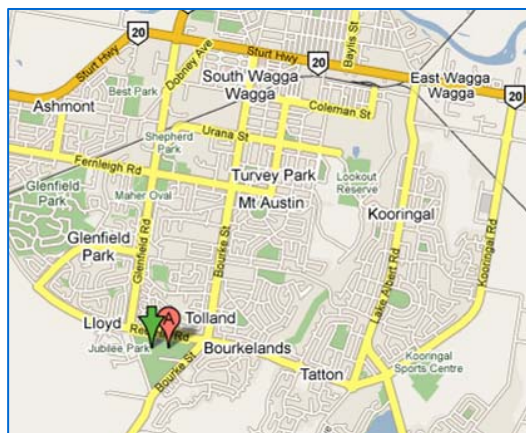 20
Sturt Hwy
Dobney Ave
Baylis St
Sturt Hwy
20
South Wagga
Wagga
East Wagga
Wagga
20
Ashmont
Best Park
Coleman St
Shepherd
Park
Urana St
Fernleigh Rd
Turvey Park
Lookout
Reserve
Glenfield
Park
Maher Oval
Mt Austin
Kooringal
Glenfield
Park
Glenfield Rd
Bourke St
Lake Albert Rd
Kooringal Rd
Lloyd
A
Tolland
Rd
Jubilee Park
Bourkelands
Bourke St
Tatton
Kooringal
Sports Centre